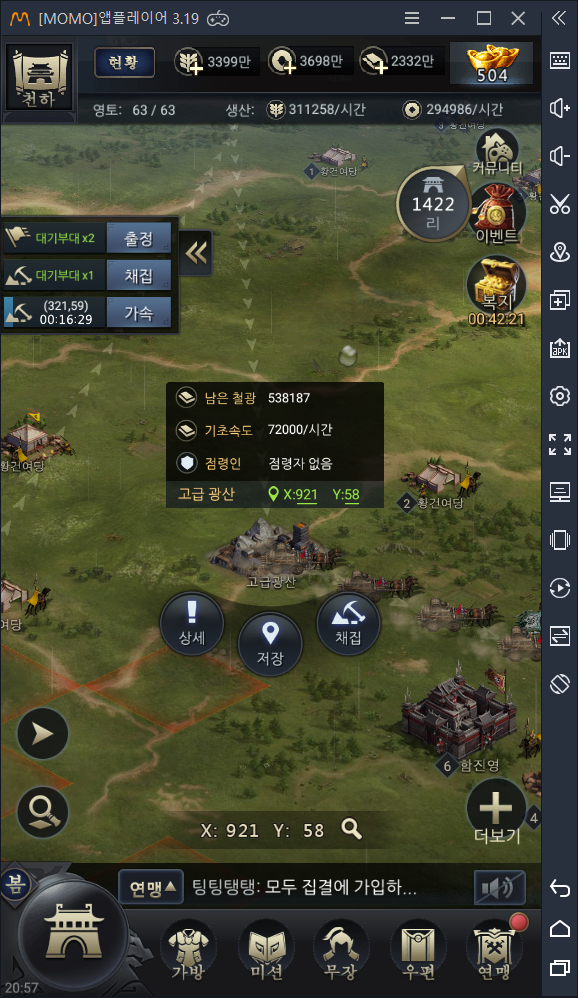 [MOMO]앱플레이어 3.19
천하
현황
3399만
3698만
2332만
504
영토: 63 / 63
생산:
311258/시간
294986/시간
3 황건여당
1 황건여당
커뮤니티
1422
리
이벤트
복지
00:42:21
대기부대 x2
출정
대기부대 x1
채집
(321,59)
00:16:29
가속
남은 철광 538187
기초속도 72000/시간
점령인 점령자 없음
고급 광산 X:921 Y:58
황건여당
2 황건여당
고급광산
여당
상세
저장
채집
6 함진영
X: 921 Y: 58
더보기
4
봄
연맹
팅팅탱탱: 모두 집결에 가입하...
가방
미션
무장
우편
연맹
20:57
APK